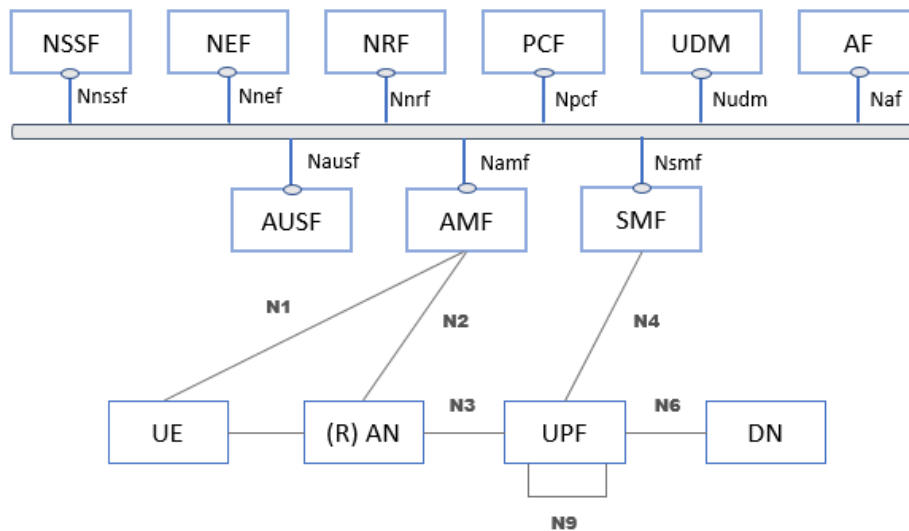 NSSF NEF NRF PCF UDM AF
Nnssf Nnef Nnrf Npcf Nudm Naf
Nausf Namf Nsmf
AUSF AMF SMF
N1 N2 N4
N3 N6
UE (R) AN UPF DN
N9